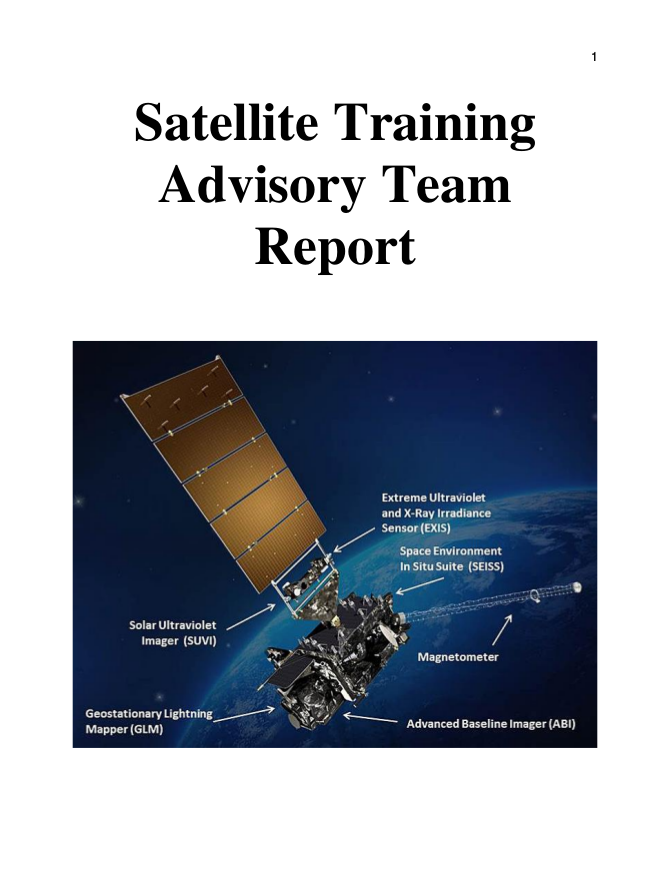 1
Satellite Training
Advisory Team
Report
Extreme Ultraviolet
and X-Ray Irradiance
Sensor (EXIS)
Space Environment
In Situ Suite (SEISS)
Solar Ultraviolet
Imager (SUVI)
Magnetometer
Geostationary Lightning
Mapper (GLM)
Advanced Baseline Imager (ABI)